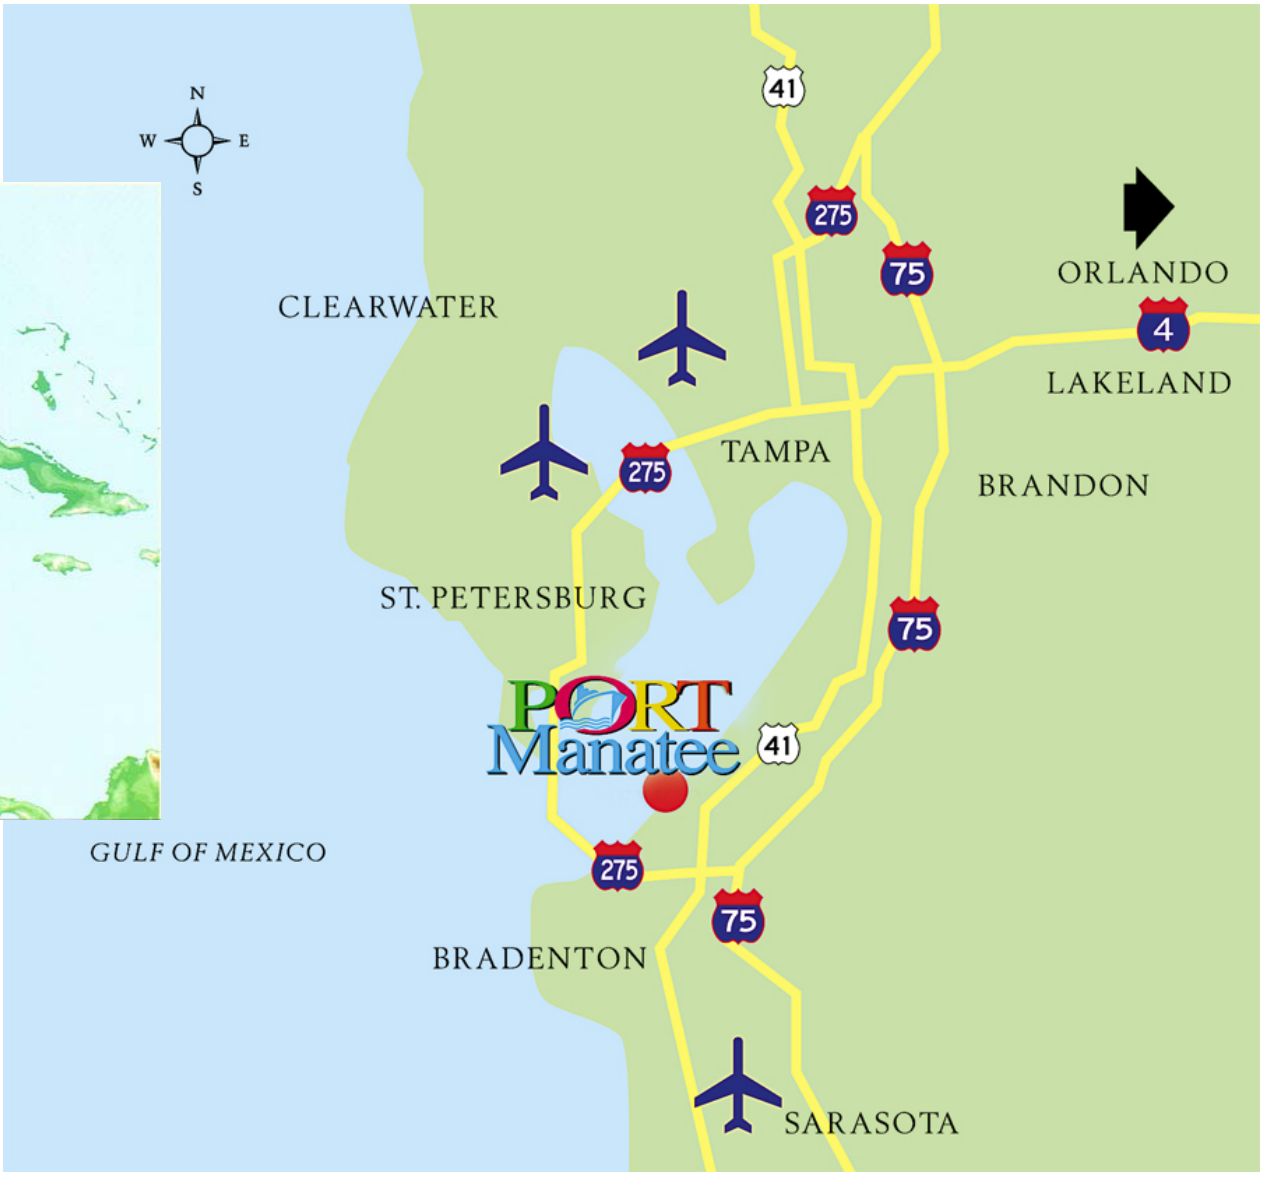 41
N
W E
S
275
75
ORLANDO
CLEARWATER
4
LAKELAND
TAMPA
275
BRANDON
ST. PETERSBURG
75
PORT
Manatee
41
GULF OF MEXICO
275
75
BRADENTON
SARASOTA